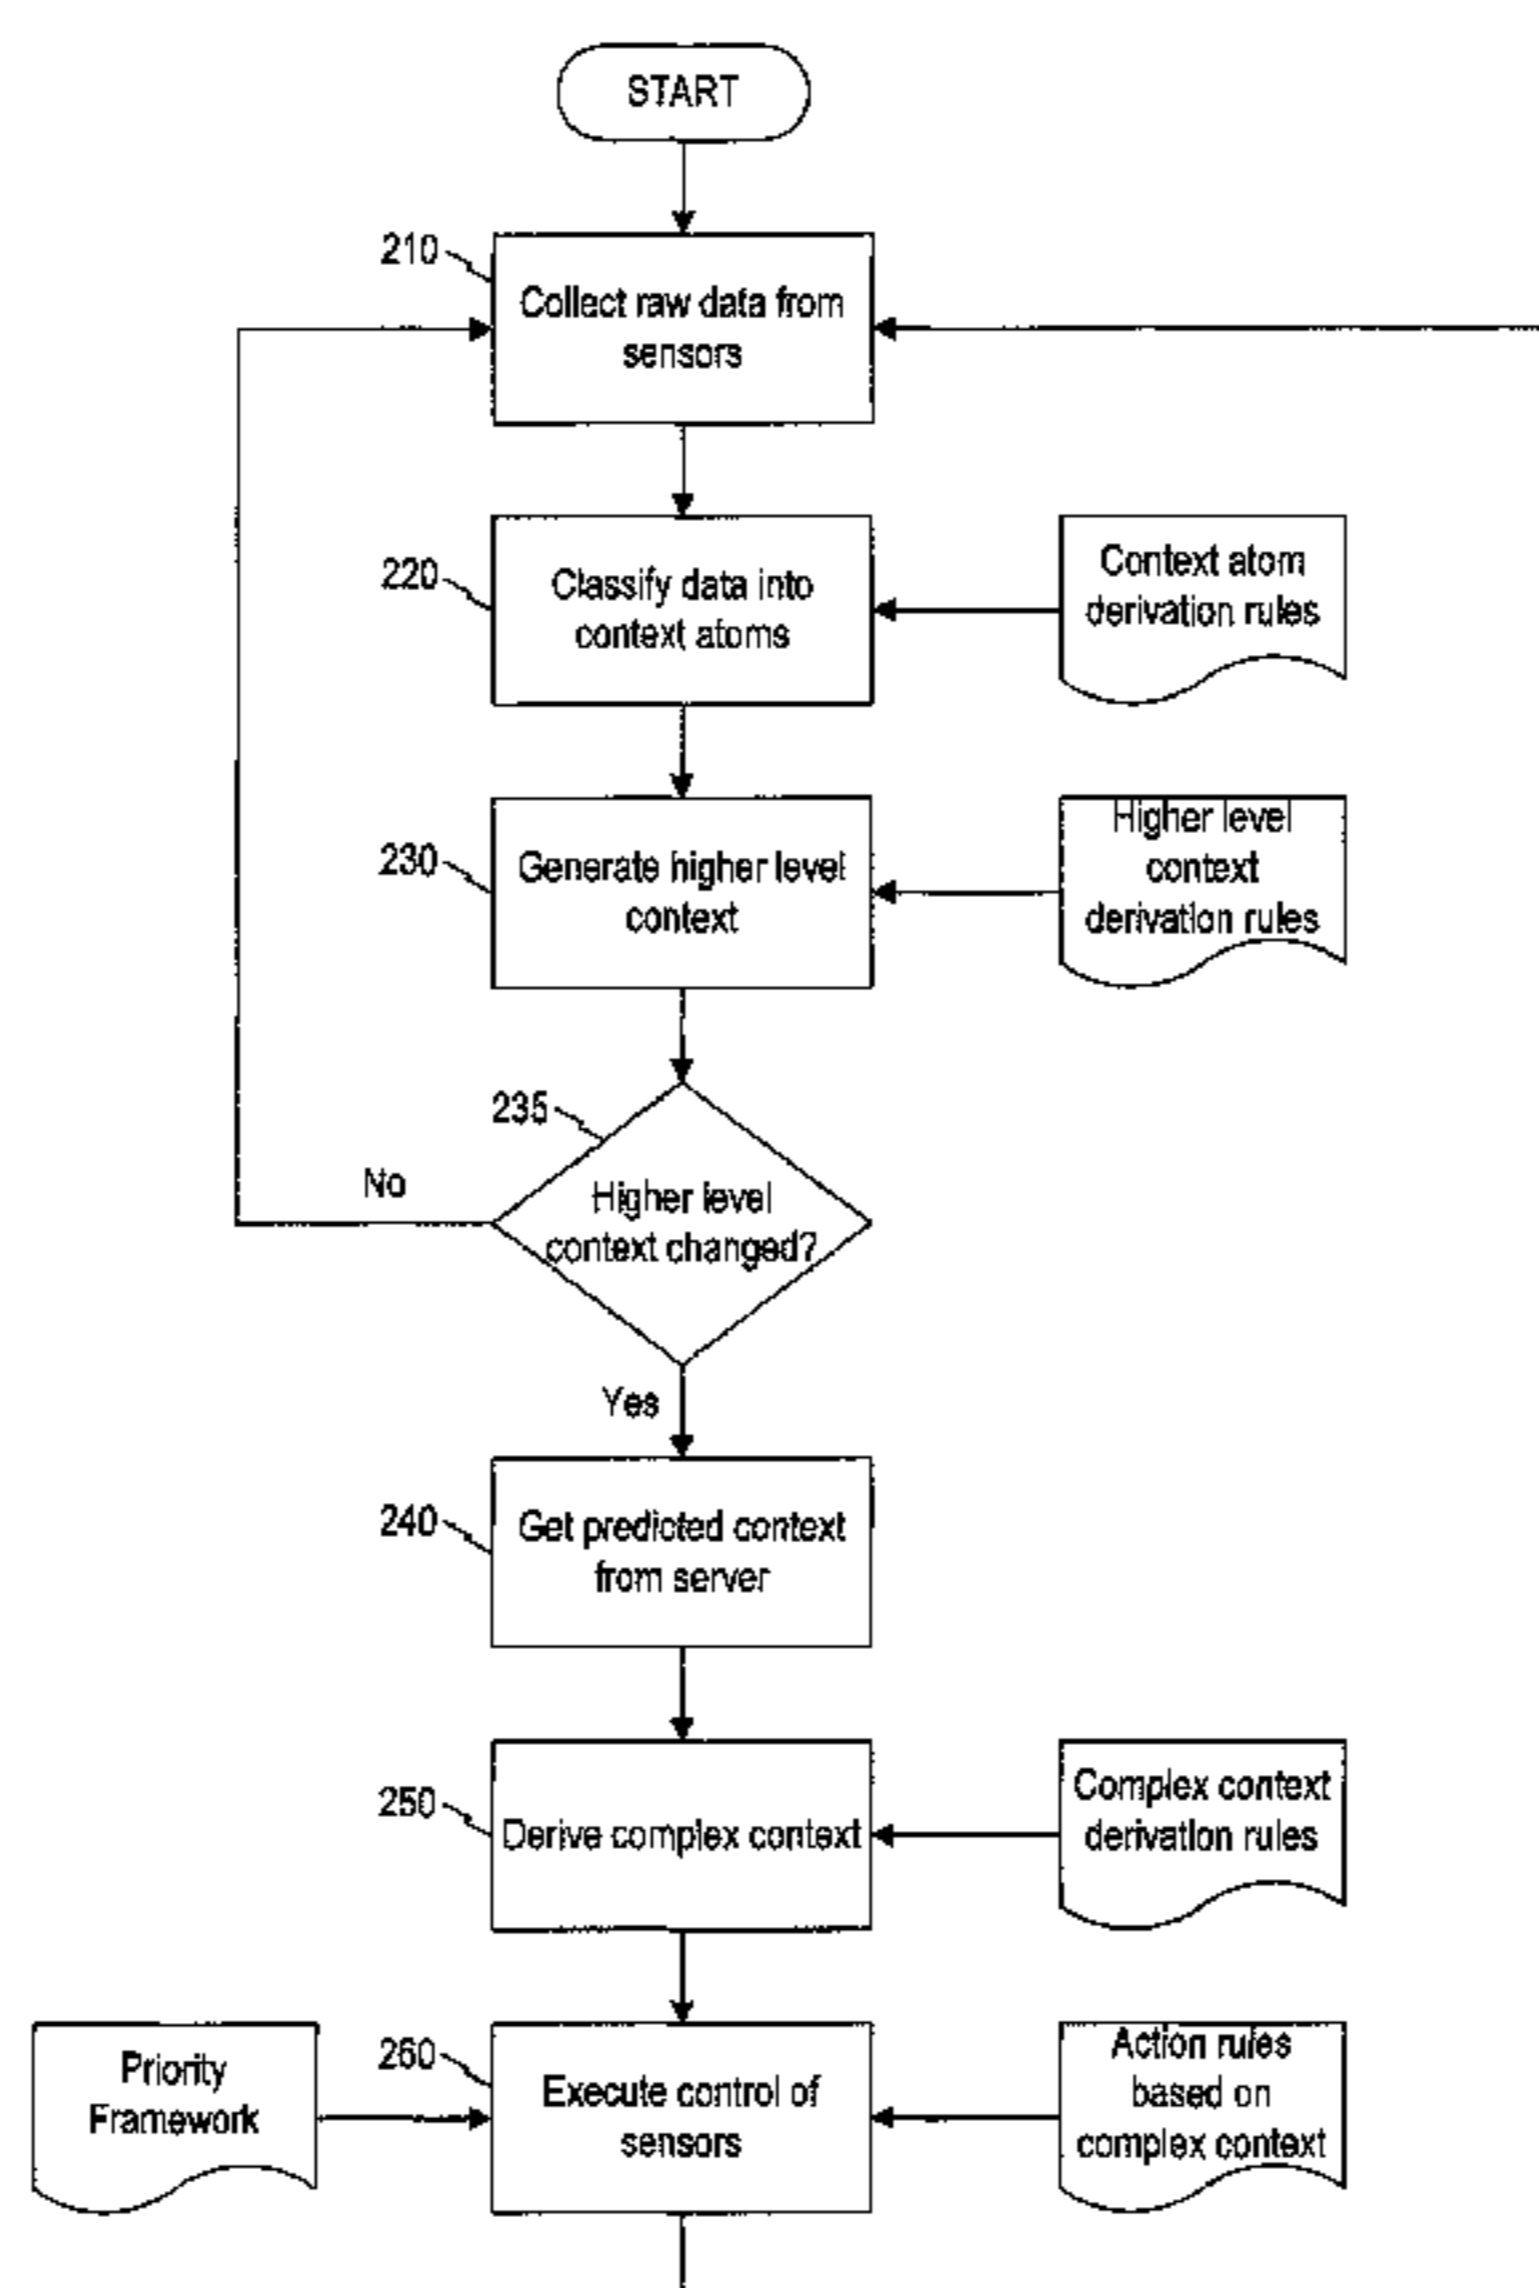 START
210
Collect raw data from
sensors
220
Classify data into
context atoms
Context atom
derivation rules
230
Generate higher level
context
Higher level
context
derivation rules
235
No
Higher level
context changed?
Yes
240
Get predicted context
from server
250
Derive complex context
Complex context
derivation rules
Priority
Framework
260
Execute control of
sensors
Action rules
based on
complex context